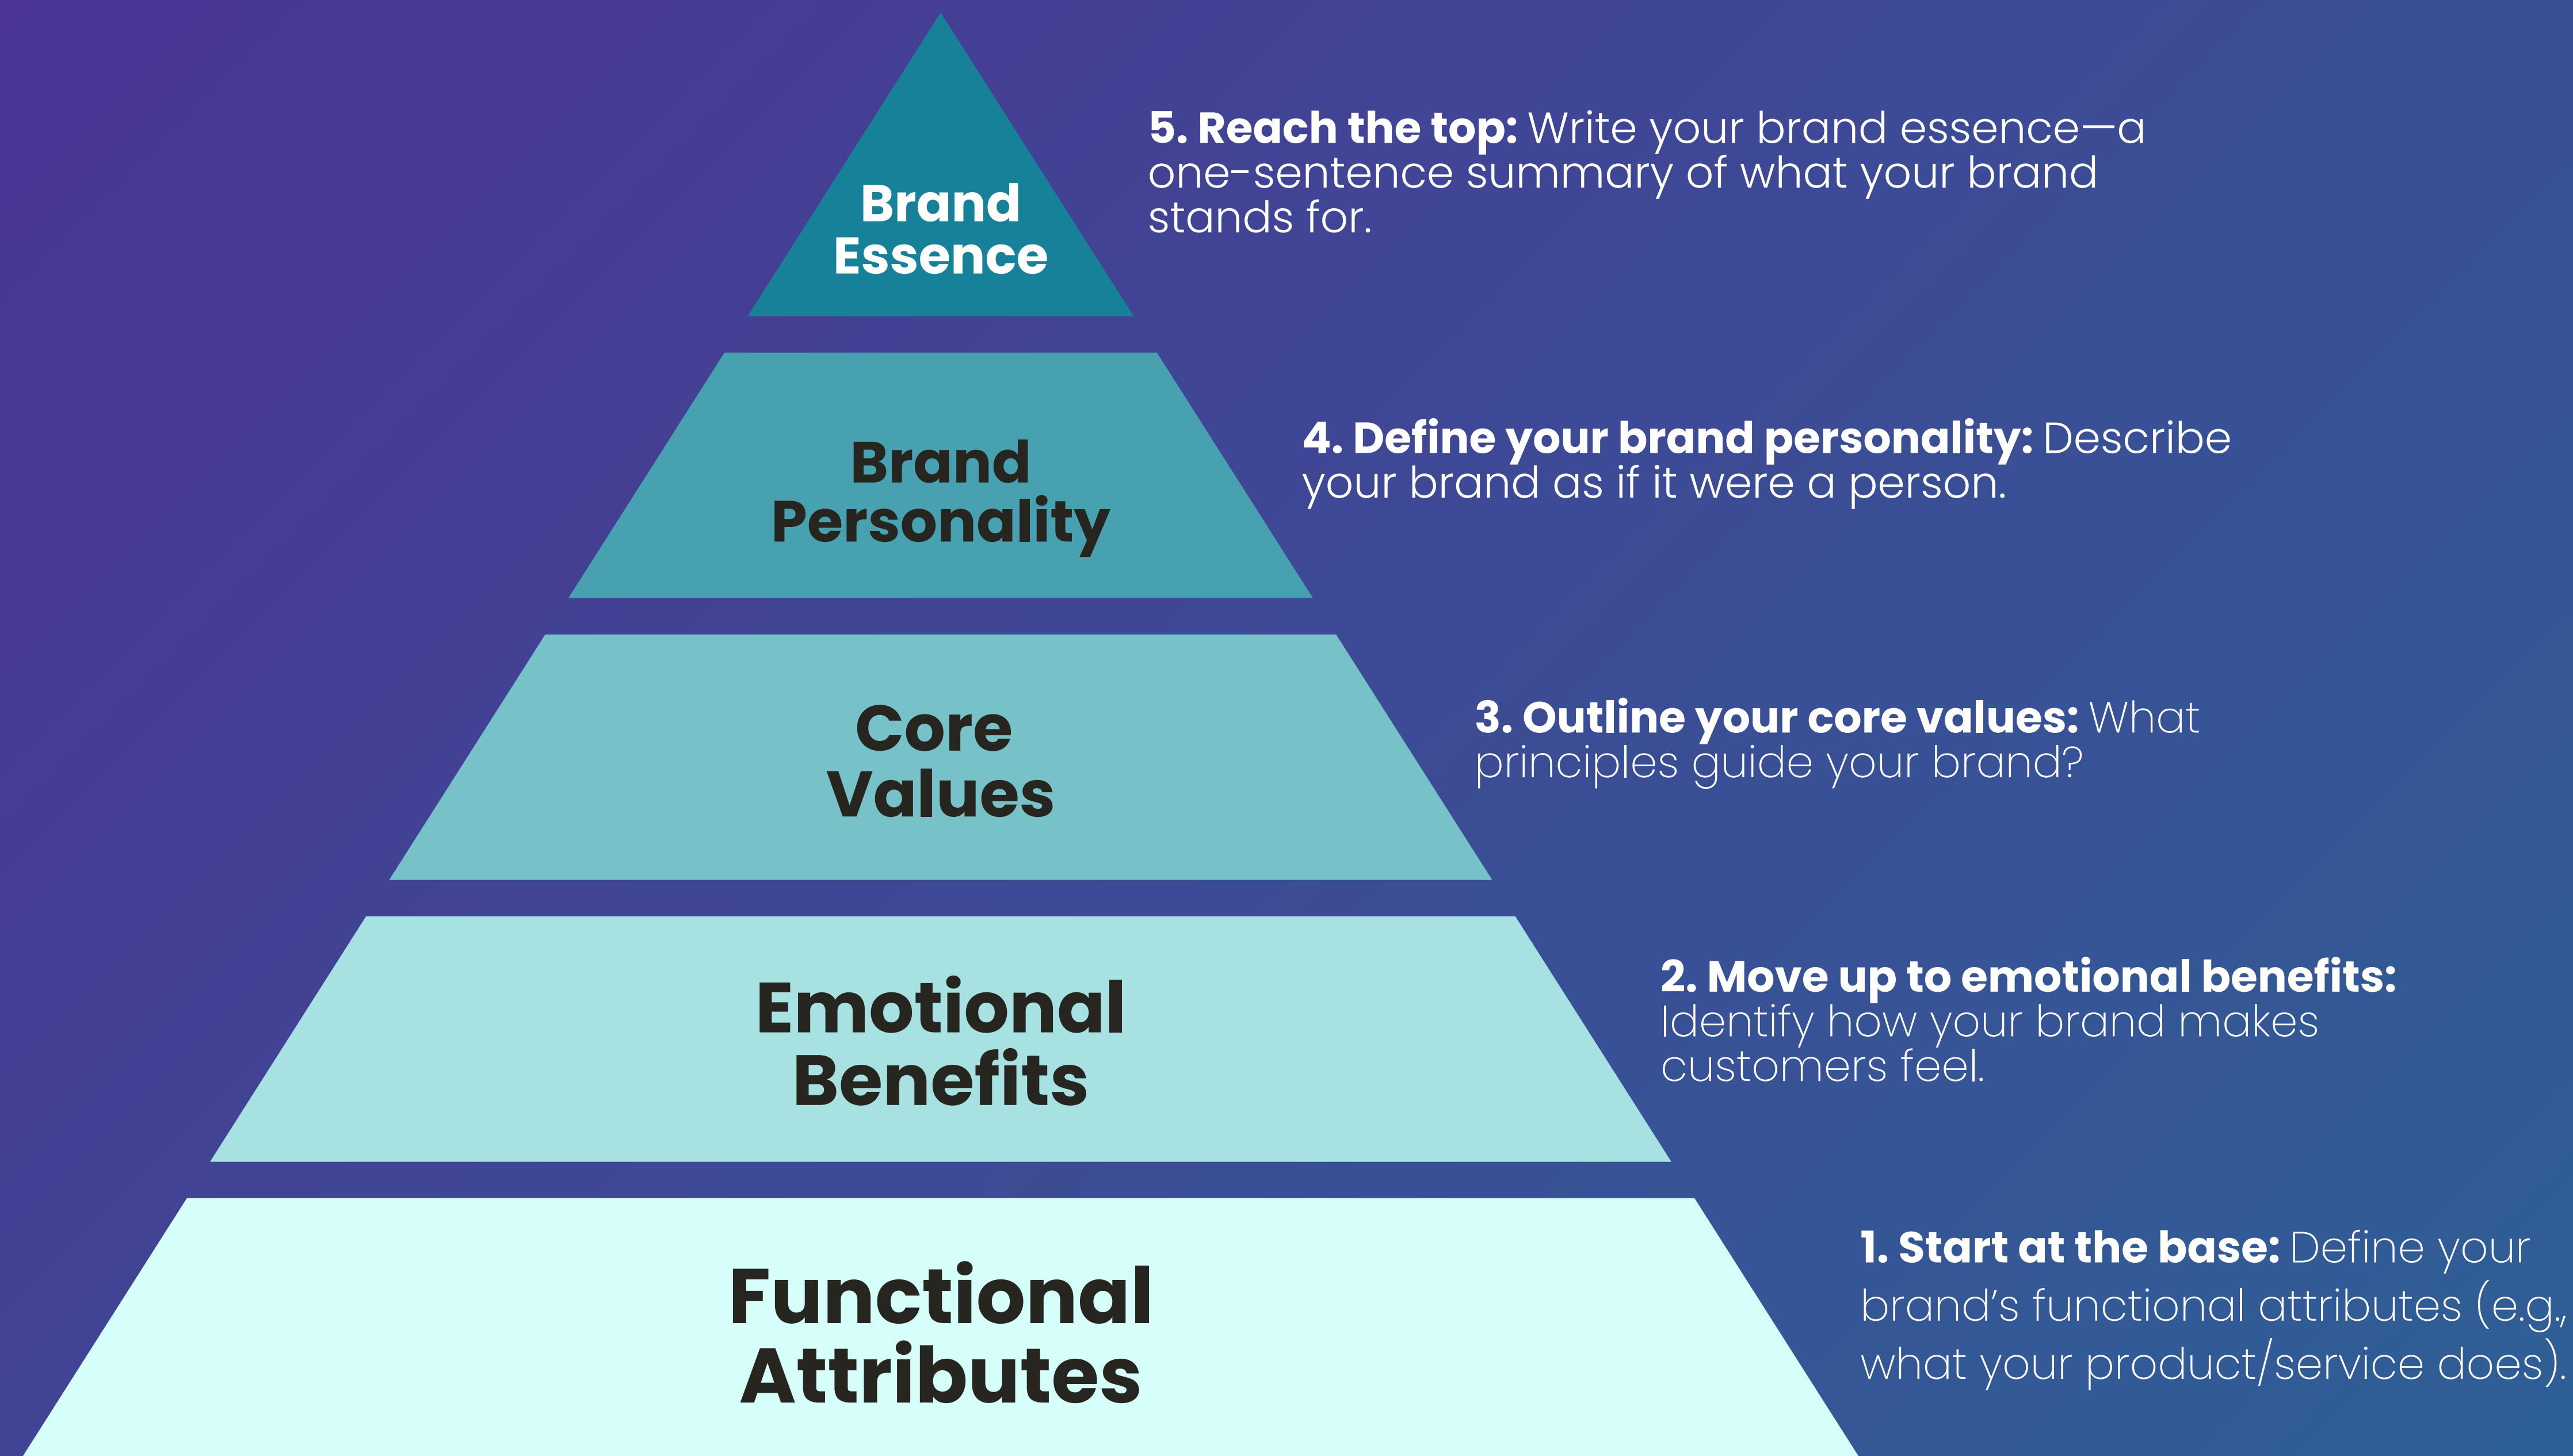 Brand
Essence
5. Reach the top: Write your brand essence—a
one-sentence summary of what your brand
stands for.
Brand
Personality
4. Define your brand personality: Describe
your brand as if it were a person.
Core
Values
3. Outline your core values: What
principles guide your brand?
Emotional
Benefits
2. Move up to emotional benefits:
Identify how your brand makes
customers feel.
Functional
Attributes
1. Start at the base: Define your
brand’s functional attributes (e.g.,
what your product/service does).